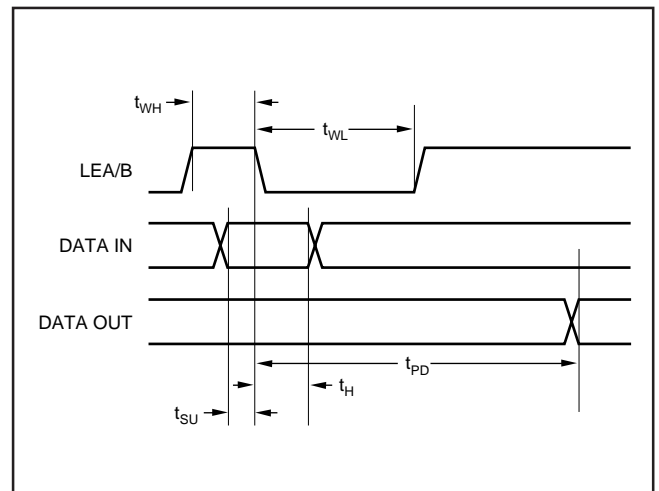 tWH
tWL
LEA/B
DATA IN
DATA OUT
tPD
tH
tSU